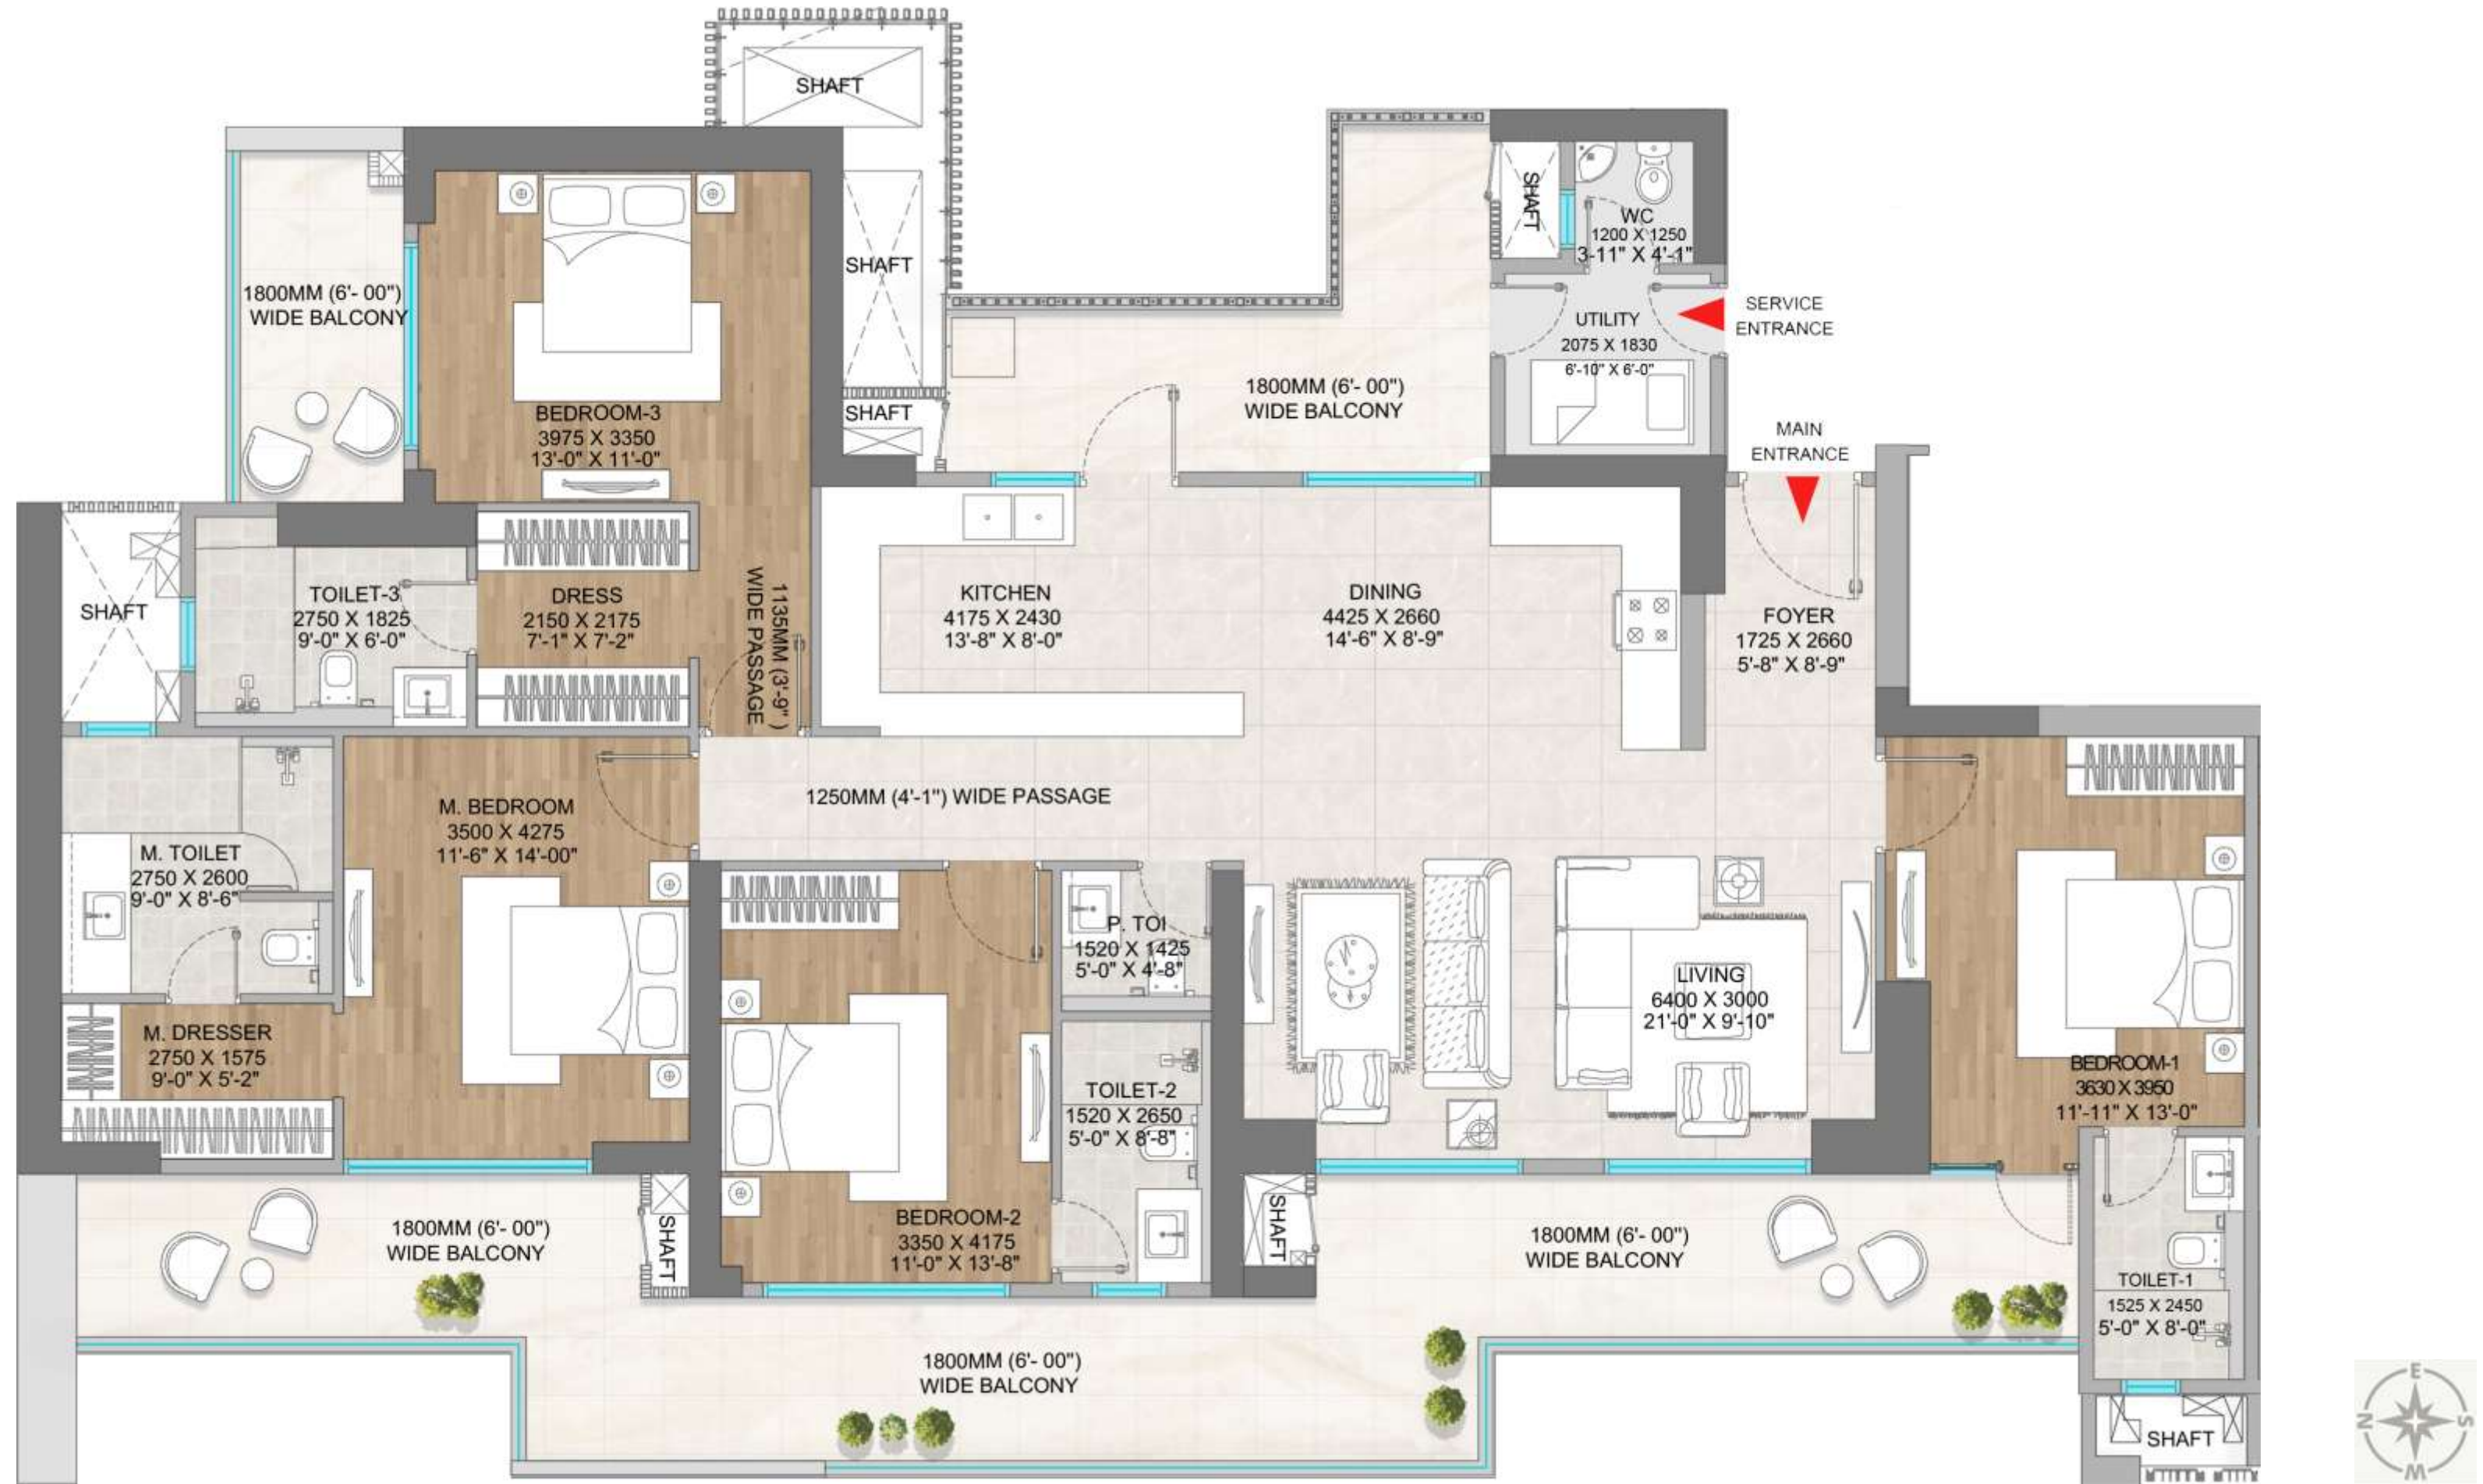 SHAFT
SHAFT
SHAFT
SHAFT
WC
1200 X 1250
3-11" X 4'-1"
SERVICE
ENTRANCE
UTILITY
2075 X 1830
6'-10" X 6'-0"
1800MM (6'- 00")
WIDE BALCONY
1800MM (6'- 00")
WIDE BALCONY
BEDROOM-3
3975 X 3350
13'-0" X 11'-0"
MAIN
ENTRANCE
SHAFT
TOILET-3
2750 X 1825
9'-0" X 6'-0"
DRESS
2150 X 2175
7'-1" X 7'-2"
1135MM (3'-9" )
WIDE PASSAGE
KITCHEN
4175 X 2430
13'-8" X 8'-0"
DINING
4425 X 2660
14'-6" X 8'-9"
FOYER
1725 X 2660
5'-8" X 8'-9"
M. BEDROOM
3500 X 4275
11'-6" X 14'-00"
1250MM (4'-1") WIDE PASSAGE
M. TOILET
2750 X 2600
9'-0" X 8'-6"
P. TOI
1520 X 1425
5'-0" X 4'-8"
LIVING
6400 X 3000
21'-0" X 9'-10"
M. DRESSER
2750 X 1575
9'-0" X 5'-2"
TOILET-2
1520 X 2650
5'-0" X 8'-8"
BEDROOM-1
3630 X 3950
11'-11" X 13'-0"
1800MM (6'- 00")
WIDE BALCONY
SHAFT
BEDROOM-2
3350 X 4175
11'-0" X 13'-8"
SHAFT
1800MM (6'- 00")
WIDE BALCONY
TOILET-1
1525 X 2450
5'-0" X 8'-0"
1800MM (6'- 00")
WIDE BALCONY
SHAFT
E
N
S
W